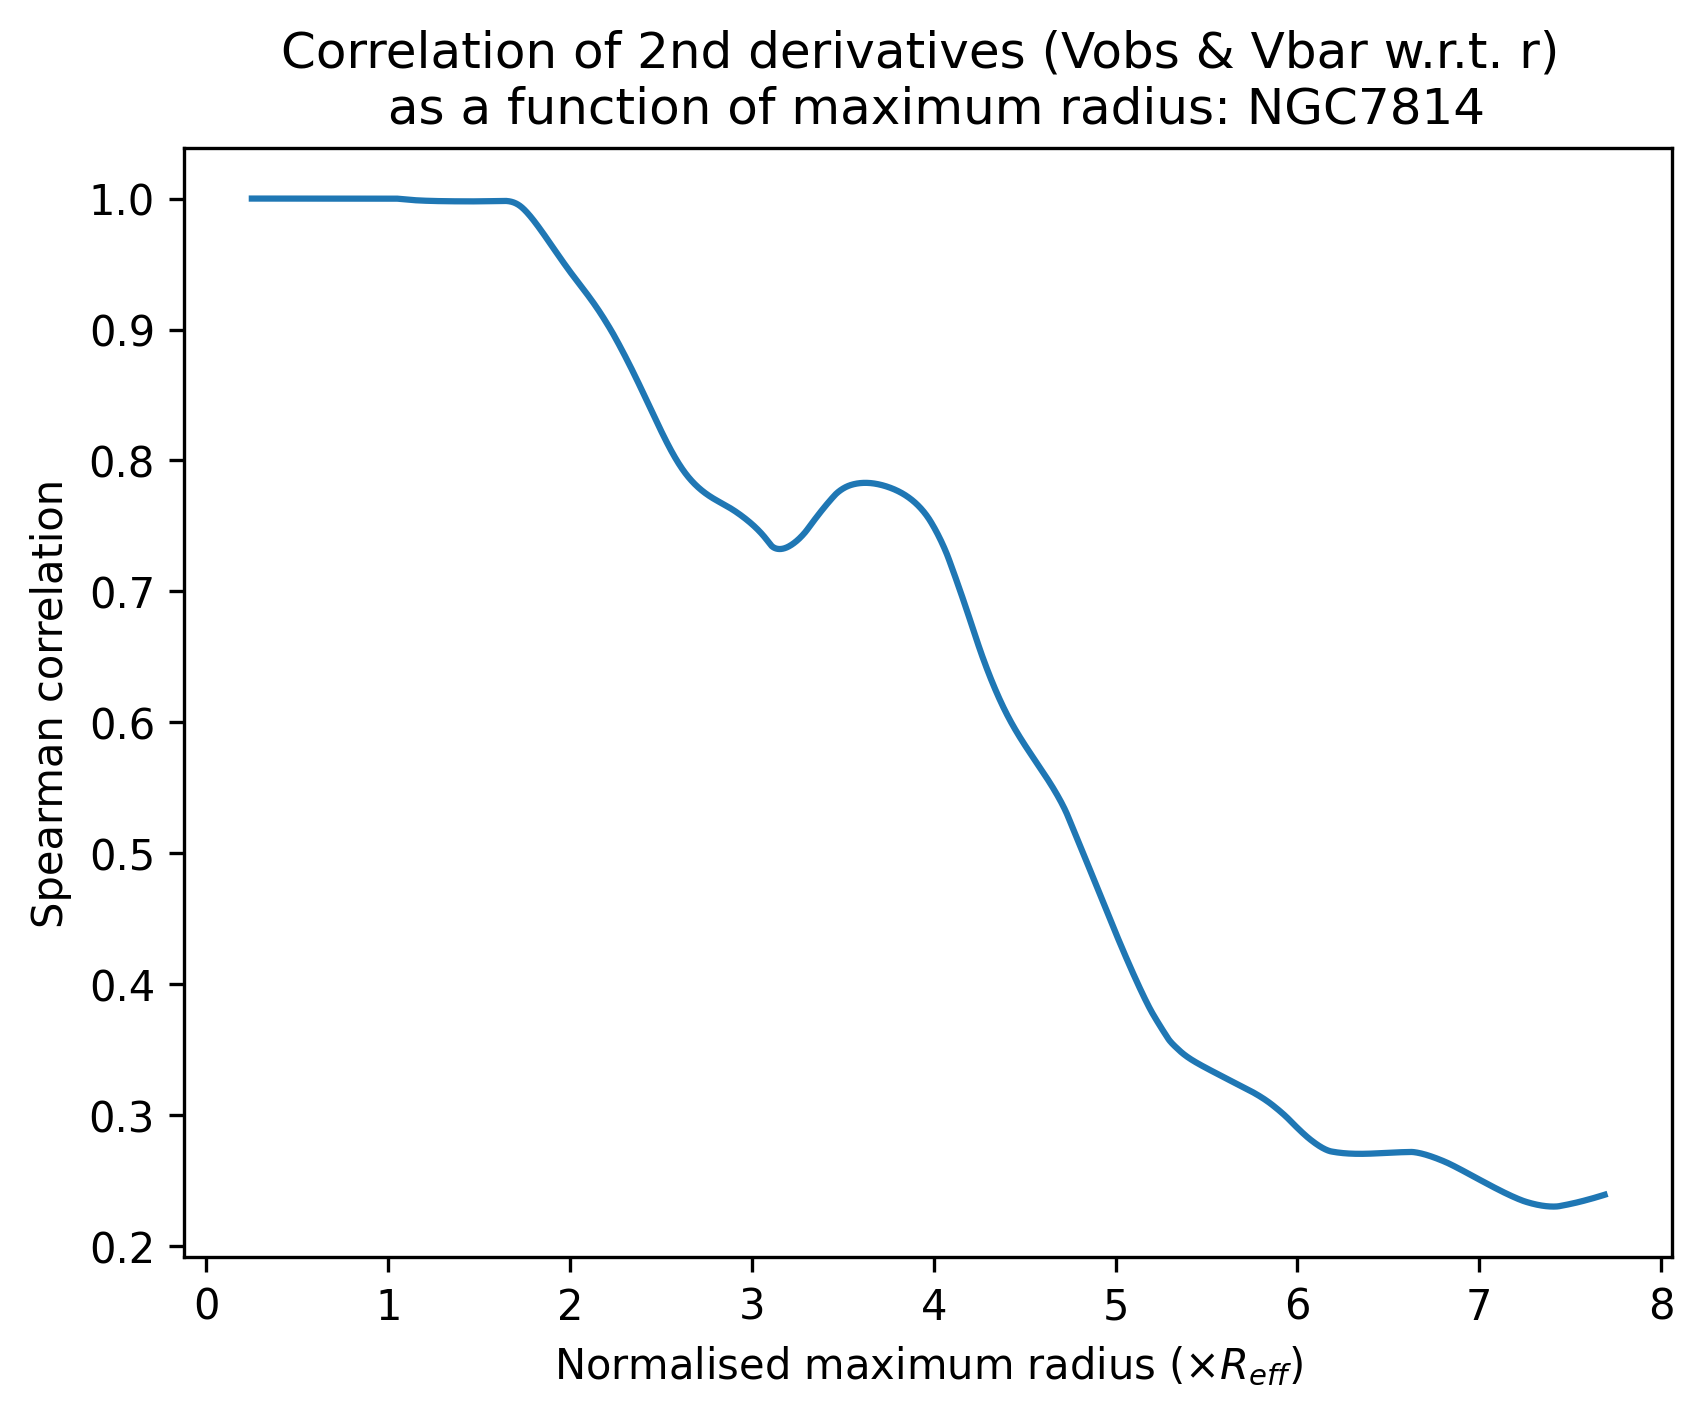 Correlation of 2nd derivatives (Vobs & Vbar w.r.t. r)
as a function of maximum radius: NGC7814
1.0
0.9
0.8
0.7
0.6
0.5
0.4
0.3
0.2
Spearman correlation
0 1 2 3 4 5 6 7 8
Normalised maximum radius (×R_eff)